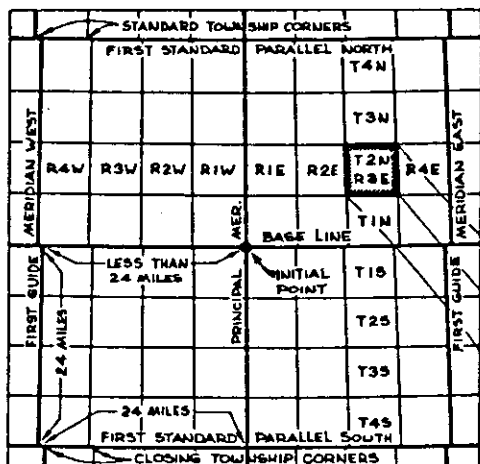 STANDARD TOWNSHIP CORNERS
FIRST STANDARD PARALLEL NORTH
T4N
T3N
MERIDIAN WEST
MERIDIAN EAST
R4W R3W R2W R1W R1E R2E T2N R4E
R3E
T1N
MER.
BASE LINE
LESS THAN
24 MILES
INITIAL
POINT
T1S
PRINCIPAL
FIRST GUIDE
FIRST GUIDE
T2S
24 MILES
T3S
24 MILES
T4S
FIRST STANDARD PARALLEL SOUTH
CLOSING TOWNSHIP CORNERS